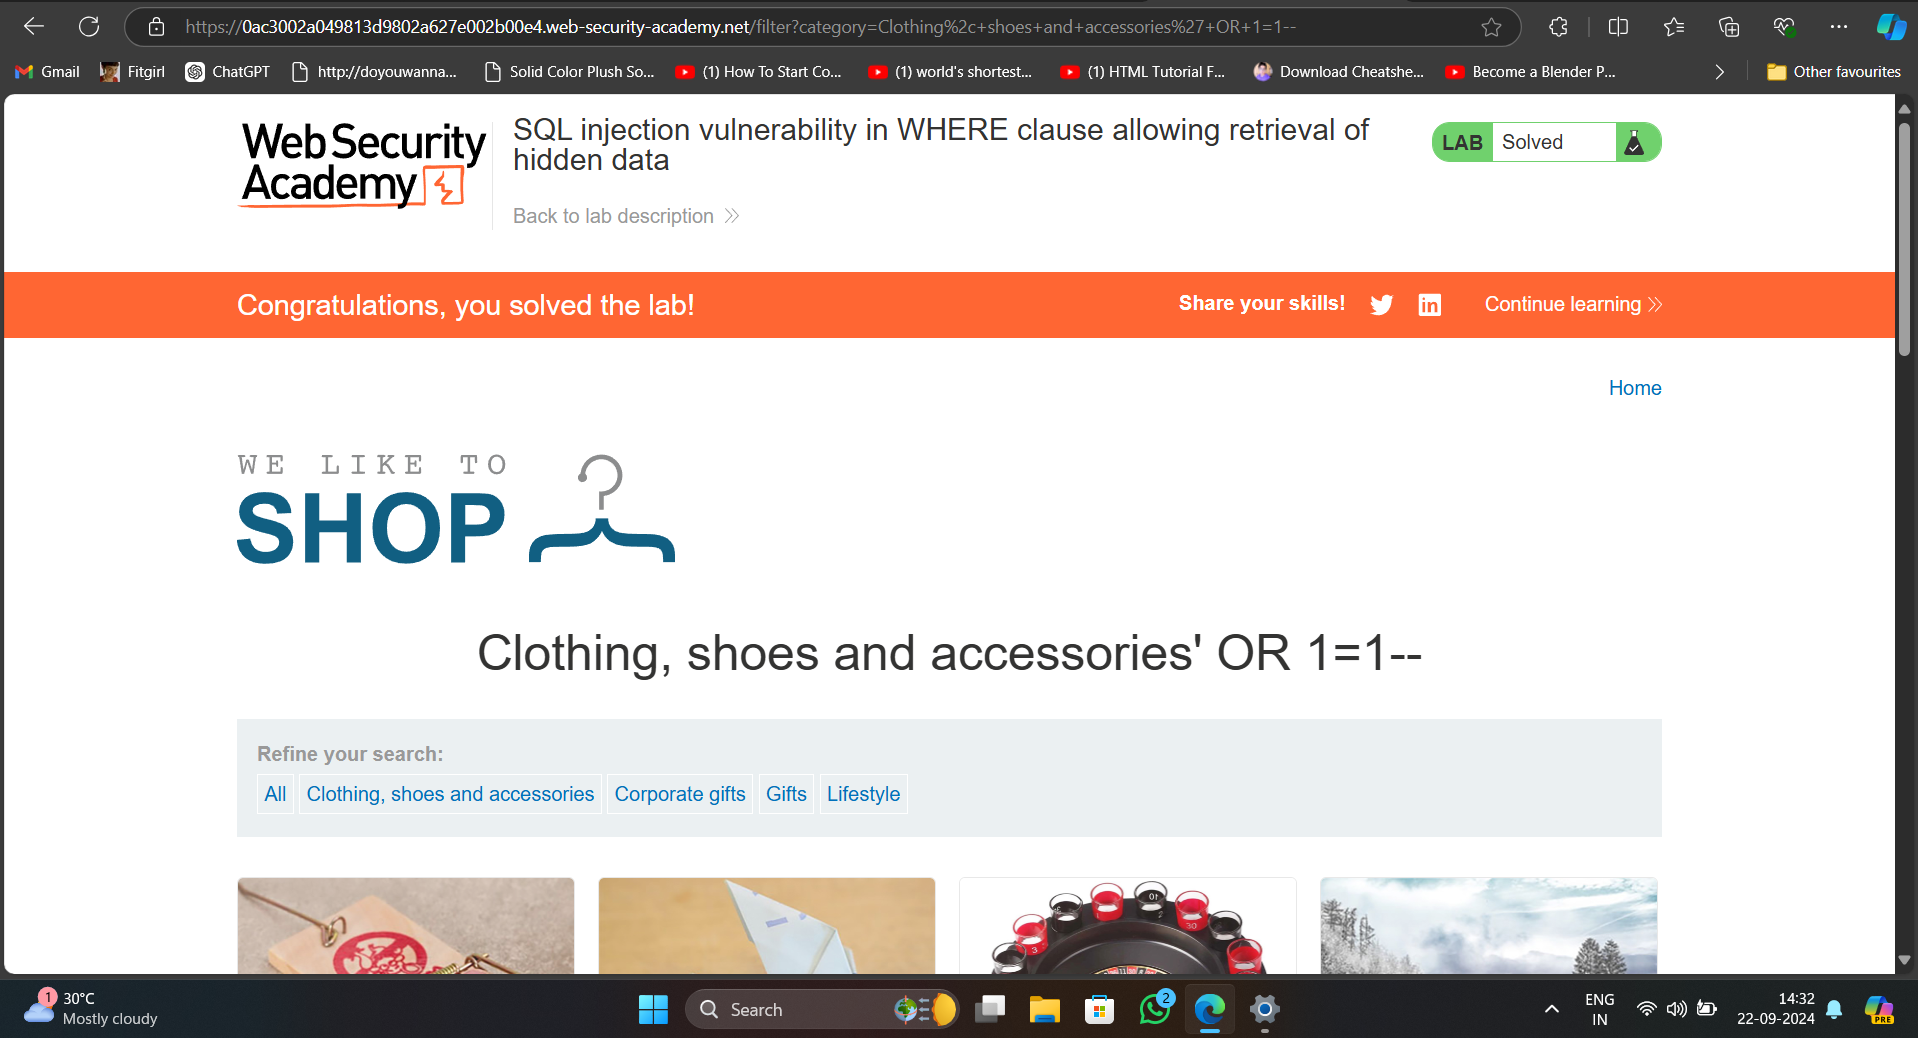 https://0ac3002a049813d9802a627e002b00e4.web-security-academy.net/filter?category=Clothing%2c+shoes+and+accessories%27+OR+1=1--
Gmail
Fitgirl
ChatGPT
http://doyouwanna...
Solid Color Plush So...
(1) How To Start Co...
(1) world's shortest...
(1) HTML Tutorial F...
Download Cheatshe...
Become a Blender P...
Other favourites
Web Security
Academy
SQL injection vulnerability in WHERE clause allowing retrieval of
hidden data
LAB Solved
Back to lab description
Congratulations, you solved the lab!
Share your skills!
Continue learning
Home
WE LIKE TO
SHOP
Clothing, shoes and accessories' OR 1=1--
Refine your search:
All
Clothing, shoes and accessories
Corporate gifts
Gifts
Lifestyle
1
30°C
Mostly cloudy
Search
2
ENG
IN
14:32
22-09-2024
PRE